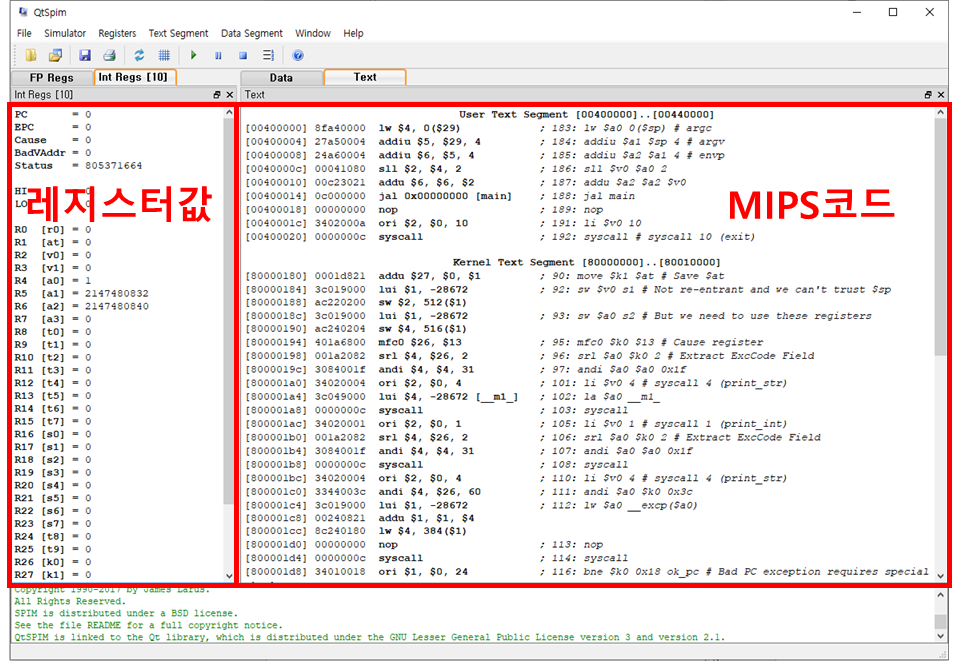 QtSpim
File Simulator Registers Text Segment Data Segment Window Help
FP Regs Int Regs [10] Data Text
Int Regs [10] Text
PC = 0
EPC = 0
Cause = 0
BadVAddr = 0
Status = 805371664
HI
LO
레지스터값
R0 [r0] = 0
R1 [at] = 0
R2 [v0] = 0
R3 [v1] = 0
R4 [a0] = 1
R5 [a1] = 2147480832
R6 [a2] = 2147480840
R7 [a3] = 0
R8 [t0] = 0
R9 [t1] = 0
R10 [t2] = 0
R11 [t3] = 0
R12 [t4] = 0
R13 [t5] = 0
R14 [t6] = 0
R15 [t7] = 0
R16 [s0] = 0
R17 [s1] = 0
R18 [s2] = 0
R19 [s3] = 0
R20 [s4] = 0
R21 [s5] = 0
R22 [s6] = 0
R23 [s7] = 0
R24 [t8] = 0
R25 [t9] = 0
R26 [k0] = 0
R27 [k1] = 0
User Text Segment [00400000]..[00440000]
[00400000] 8fa40000 lw $4, 0($29) ; 183: lw $a0 0($sp) # argc
[00400004] 27a50004 addiu $5, $29, 4 ; 184: addiu $a1 $sp 4 # argv
[00400008] 24a60004 addiu $6, $5, 4 ; 185: addiu $a2 $a1 4 # envp
[0040000c] 00041080 sll $2, $4, 2 ; 186: sll $v0 $a0 2
[00400010] 00c23021 addu $6, $6, $2 ; 187: addu $a2 $a2 $v0
[00400014] 0c000000 jal 0x00000000 [main] ; 188: jal main
[00400018] 00000000 nop ; 189: nop
[0040001c] 3402000a ori $2, $0, 10 ; 191: li $v0 10
[00400020] 0000000c syscall ; 192: syscall # syscall 10 (exit)
MIPS코드
Kernel Text Segment [80000000]..[80010000]
[80000180] 0001d821 addu $27, $0, $1 ; 90: move $k1 $at # Save $at
[80000184] 3c019000 lui $1, -28672 ; 92: sw $v0 s1 # Not re-entrant and we can't trust $sp
[80000188] ac220200 sw $2, 512($1)
[8000018c] 3c019000 lui $1, -28672 ; 93: sw $a0 s2 # But we need to use these registers
[80000190] ac240204 sw $4, 516($1)
[80000194] 401a6800 mfc0 $26, $13 ; 95: mfc0 $k0 $13 # Cause register
[80000198] 001a2082 srl $4, $26, 2 ; 96: srl $a0 $k0 2 # Extract ExcCode Field
[8000019c] 3084001f andi $4, $4, 31 ; 97: andi $a0 $a0 0x1f
[800001a0] 34020004 ori $2, $0, 4 ; 101: li $v0 4 # syscall 4 (print_str)
[800001a4] 3c049000 lui $4, -28672 [__m1_] ; 102: la $a0 __m1_
[800001a8] 0000000c syscall ; 103: syscall
[800001ac] 34020001 ori $2, $0, 1 ; 105: li $v0 1 # syscall 1 (print_int)
[800001b0] 001a2082 srl $4, $26, 2 ; 106: srl $a0 $k0 2 # Extract ExcCode Field
[800001b4] 3084001f andi $4, $4, 31 ; 107: andi $a0 $a0 0x1f
[800001b8] 0000000c syscall ; 108: syscall
[800001bc] 34020004 ori $2, $0, 4 ; 110: li $v0 4 # syscall 4 (print_str)
[800001c0] 3344003c andi $4, $26, 60 ; 111: andi $a0 $k0 0x3c
[800001c4] 3c019000 lui $1, -28672 ; 112: lw $a0 __excp($a0)
[800001c8] 00240821 addu $1, $1, $4
[800001cc] 8c240180 lw $4, 384($1)
[800001d0] 00000000 nop ; 113: nop
[800001d4] 0000000c syscall ; 114: syscall
[800001d8] 34010018 ori $1, $0, 24 ; 116: bne $k0 0x18 ok_pc # Bad PC exception requires special
Copyright 1990-2017 by James Larus.
All Rights Reserved.
SPIM is distributed under a BSD license.
See the file README for a full copyright notice.
QtSPIM is linked to the Qt library, which is distributed under the GNU Lesser General Public License version 3 and version 2.1.